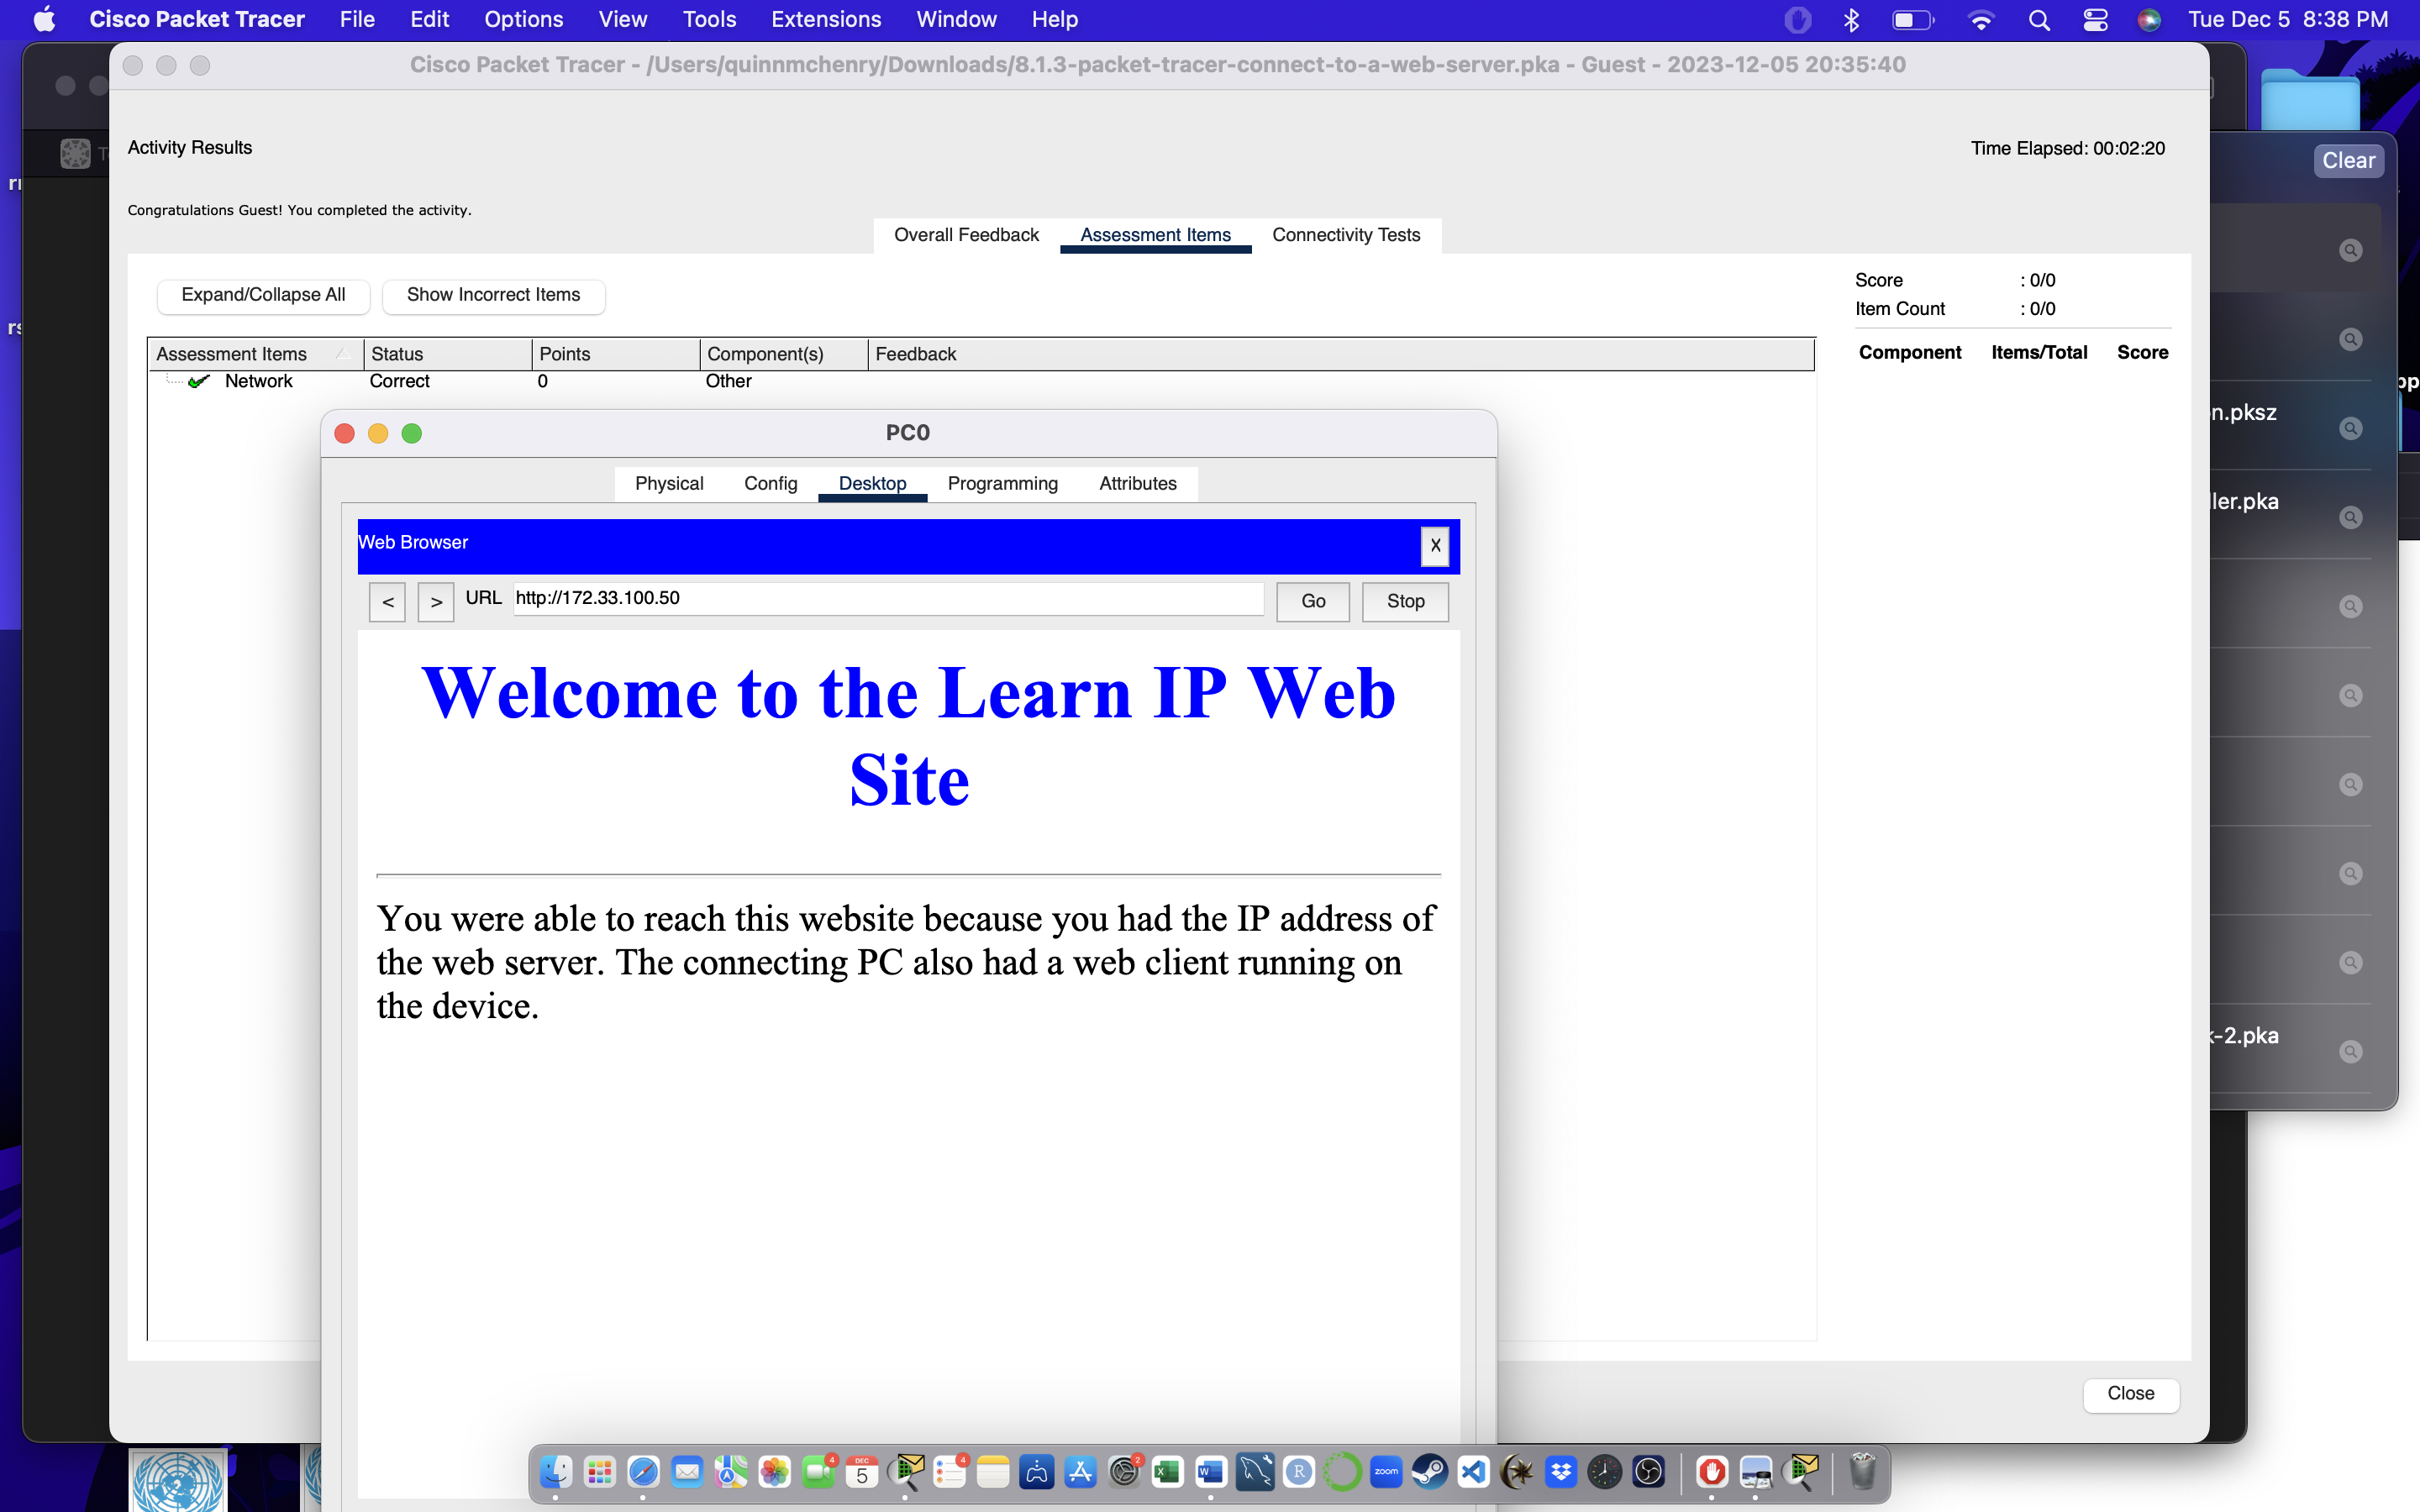 Cisco Packet Tracer File Edit Options View Tools Extensions Window Help Tue Dec 5 8:38 PM
Cisco Packet Tracer - /Users/quinnmchenry/Downloads/8.1.3-packet-tracer-connect-to-a-web-server.pka - Guest - 2023-12-05 20:35:40
Clear
Activity Results
Time Elapsed: 00:02:20
Congratulations Guest! You completed the activity.
Overall Feedback Assessment Items Connectivity Tests
Expand/Collapse All Show Incorrect Items
Score : 0/0
Item Count : 0/0
Component Items/Total Score
Assessment Items Status Points Component(s) Feedback
Network Correct 0 Other
n.pksz
ller.pka
-2.pka
PC0
Physical Config Desktop Programming Attributes
Web Browser X
< > URL http://172.33.100.50 Go Stop
Welcome to the Learn IP Web
Site
You were able to reach this website because you had the IP address of
the web server. The connecting PC also had a web client running on
the device.
Close
4 DEC 5 4 2 zoom